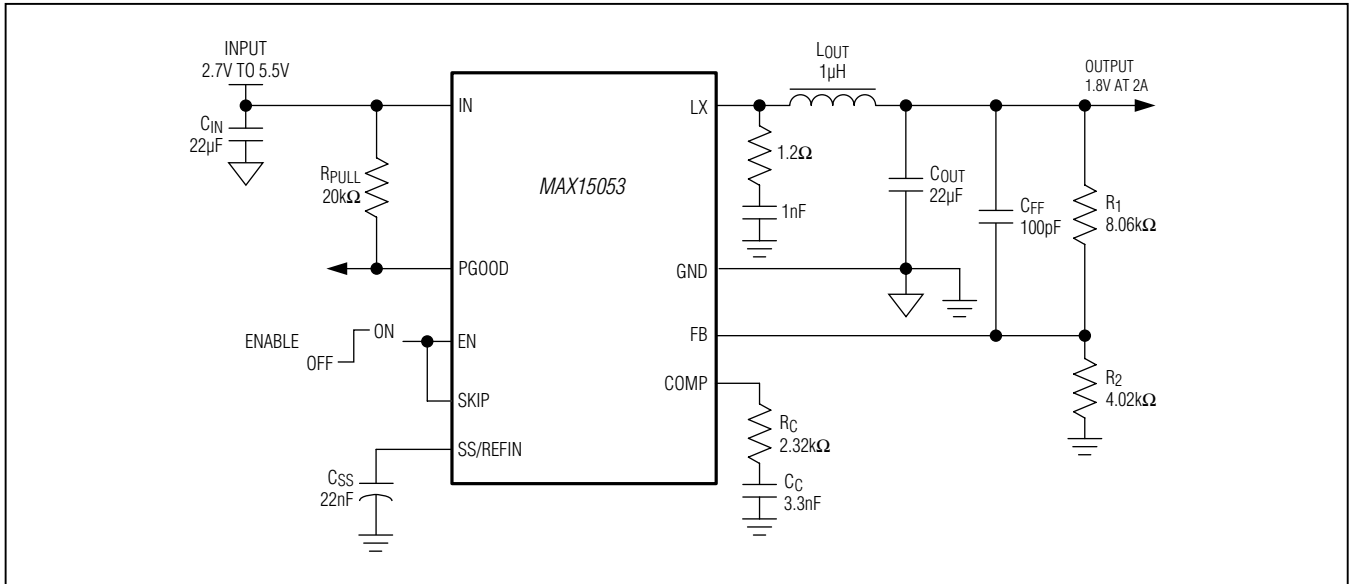 INPUT
2.7V TO 5.5V
CIN
22µF
RPULL
20kΩ
IN
PGOOD
ENABLE
OFF
ON
EN
SKIP
SS/REFIN
CSS
22nF
MAX15053
LX
GND
FB
COMP
LOUT
1µH
1.2Ω
1nF
COUT
22µF
CFF
100pF
OUTPUT
1.8V AT 2A
R1
8.06kΩ
R2
4.02kΩ
RC
2.32kΩ
CC
3.3nF